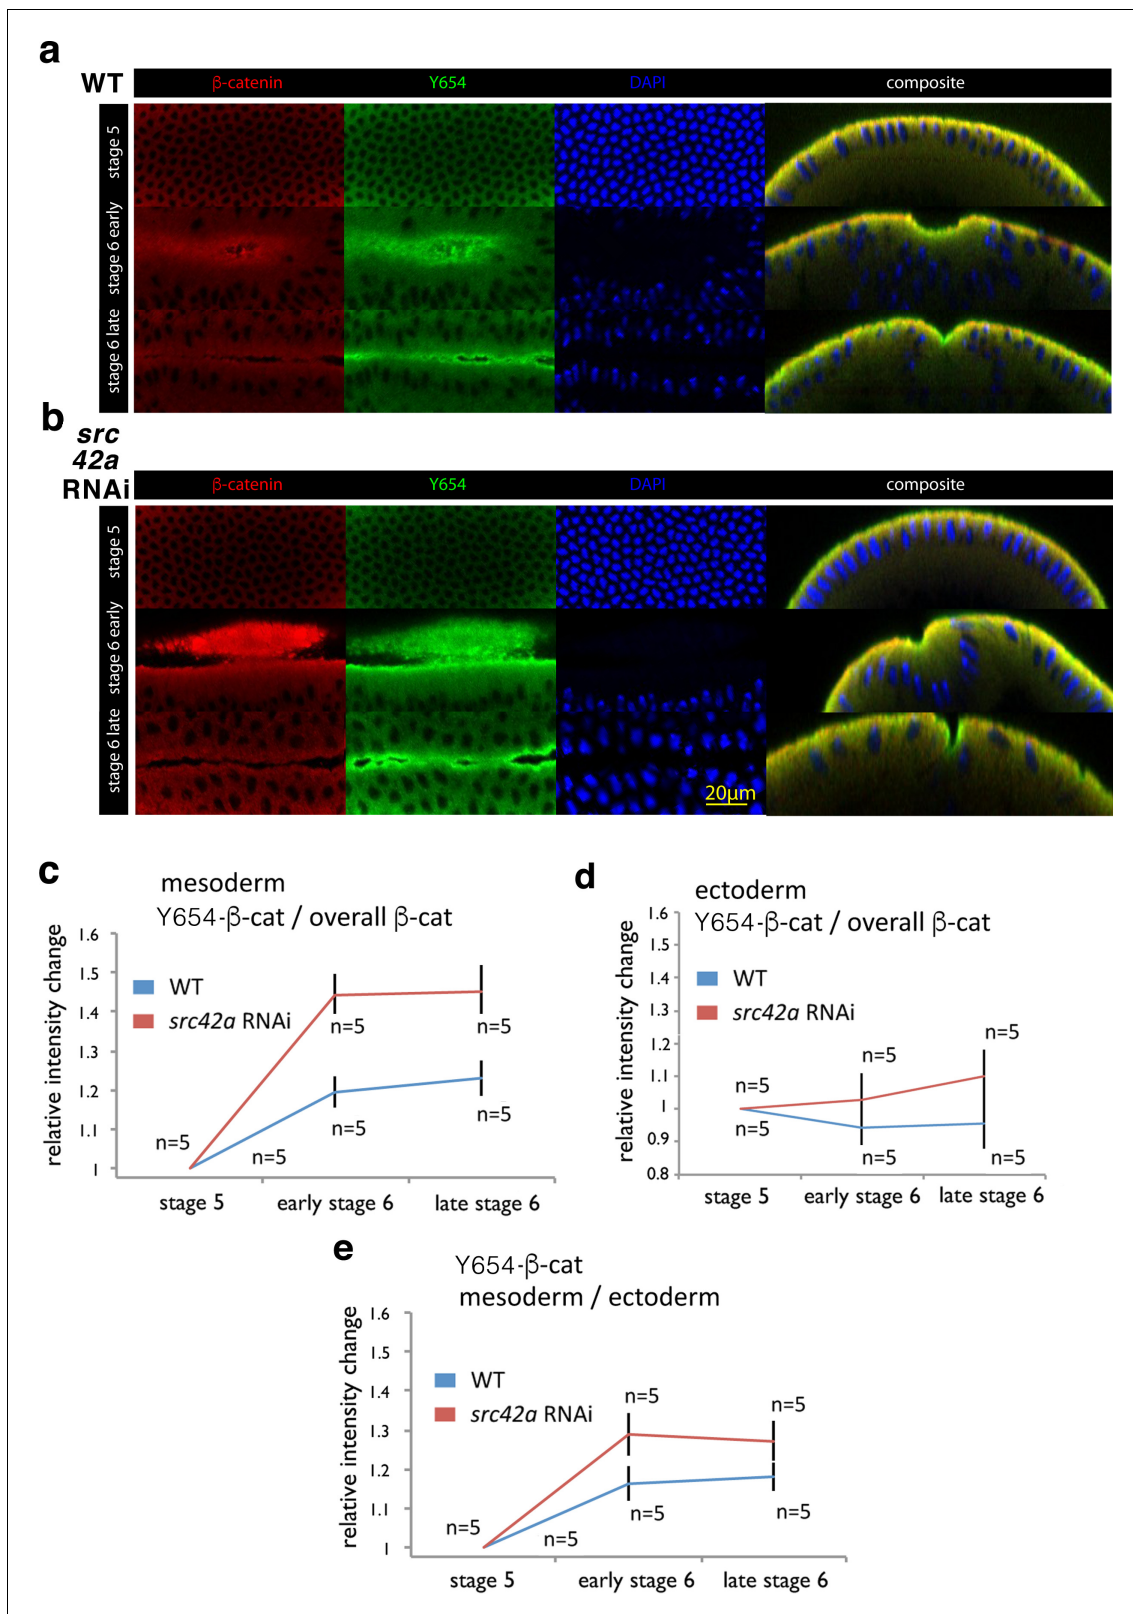 a
WT
β-catenin Y654 DAPI composite
stage 5
stage 6 early
stage 6 late
b
src
42a
RNAi
β-catenin Y654 DAPI composite
stage 5
stage 6 early
stage 6 late
20µm
c
mesoderm
Y654-β-cat / overall β-cat
relative intensity change
1.6
1.5
1.4
1.3
1.2
1.1
1
WT
src42a RNAi
n=5
n=5
n=5
n=5
n=5
n=5
stage 5 early stage 6 late stage 6
d
ectoderm
Y654-β-cat / overall β-cat
relative intensity change
1.6
1.5
1.4
1.3
1.2
1.1
1
0.9
0.8
WT
src42a RNAi
n=5
n=5
n=5
n=5
n=5
n=5
stage 5 early stage 6 late stage 6
e
Y654-β-cat
mesoderm / ectoderm
relative intensity change
1.6
1.5
1.4
1.3
1.2
1.1
1
WT
src42a RNAi
n=5
n=5
n=5
n=5
n=5
n=5
stage 5 early stage 6 late stage 6